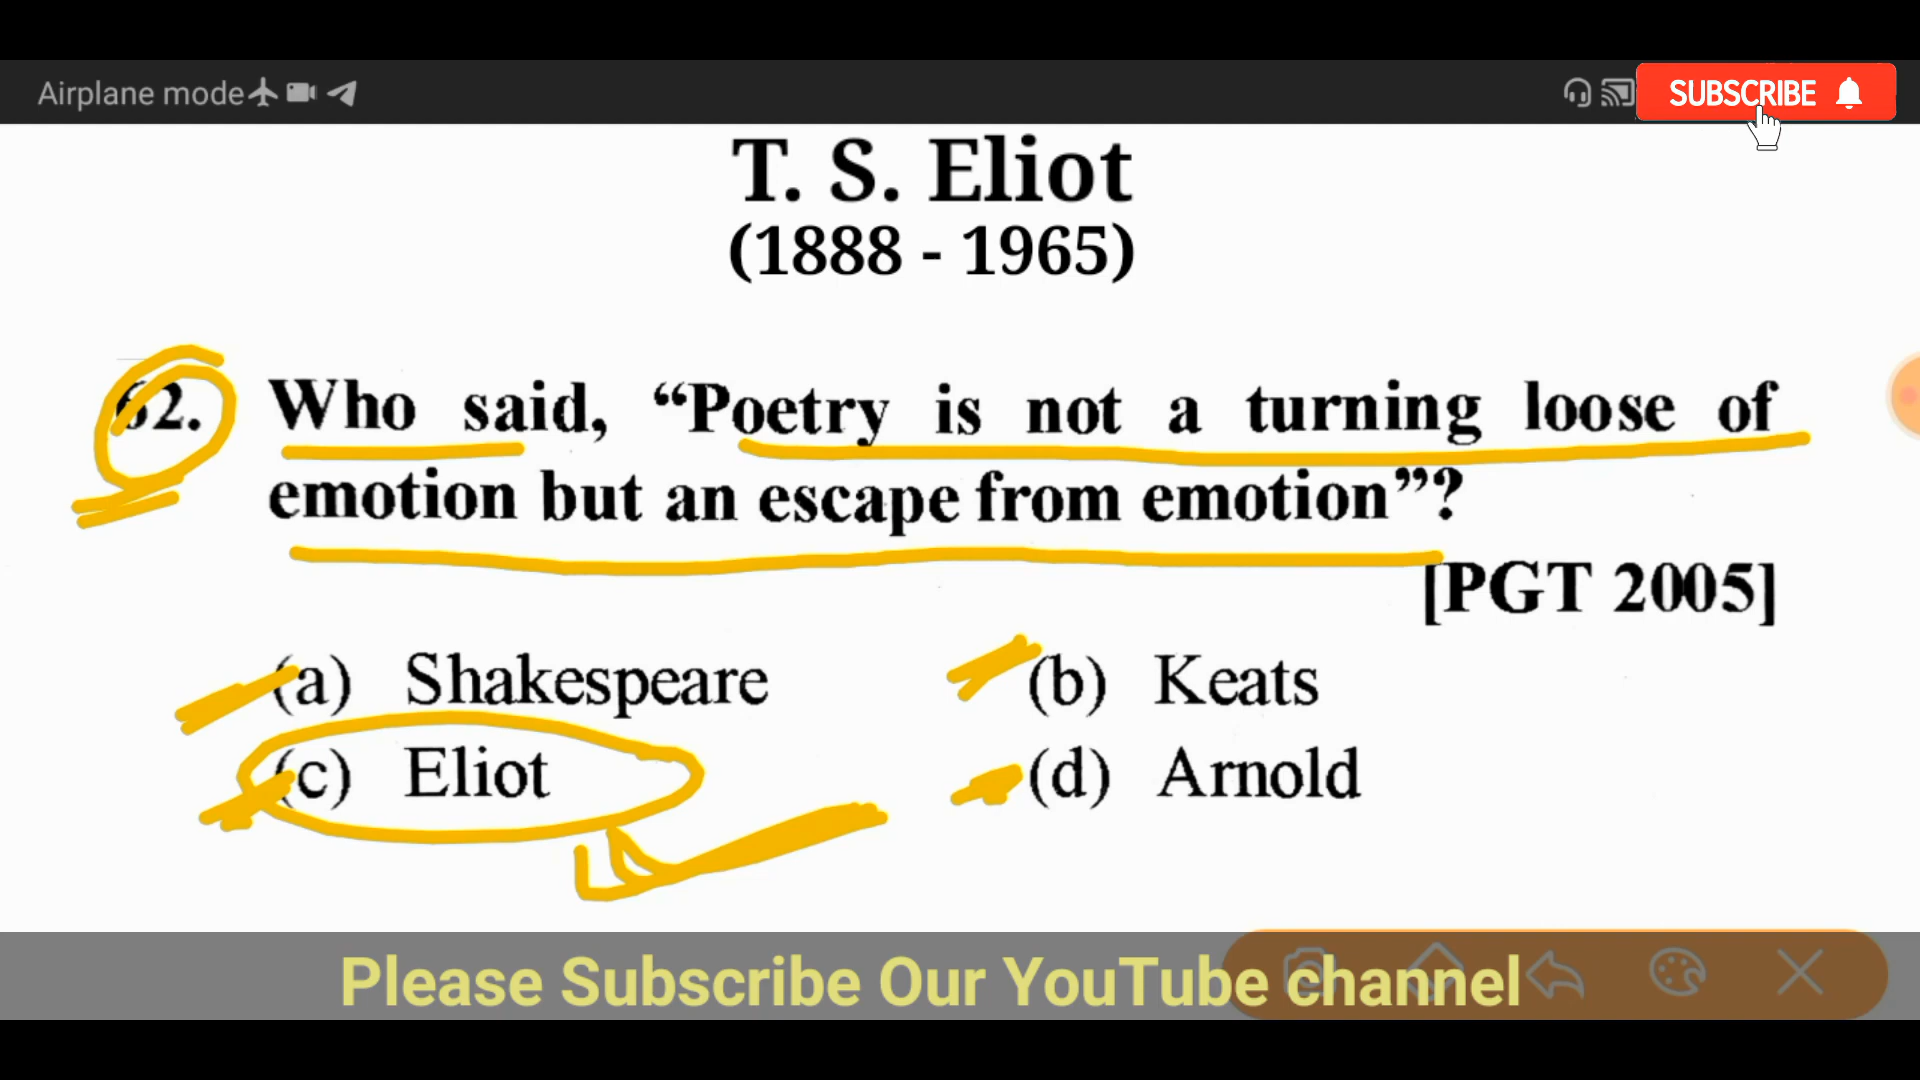 Airplane mode
SUBSCRIBE
T. S. Eliot
(1888 - 1965)
62. Who said, “Poetry is not a turning loose of
emotion but an escape from emotion”?
[PGT 2005]
(a) Shakespeare (b) Keats
(c) Eliot (d) Arnold
Please Subscribe Our YouTube channel